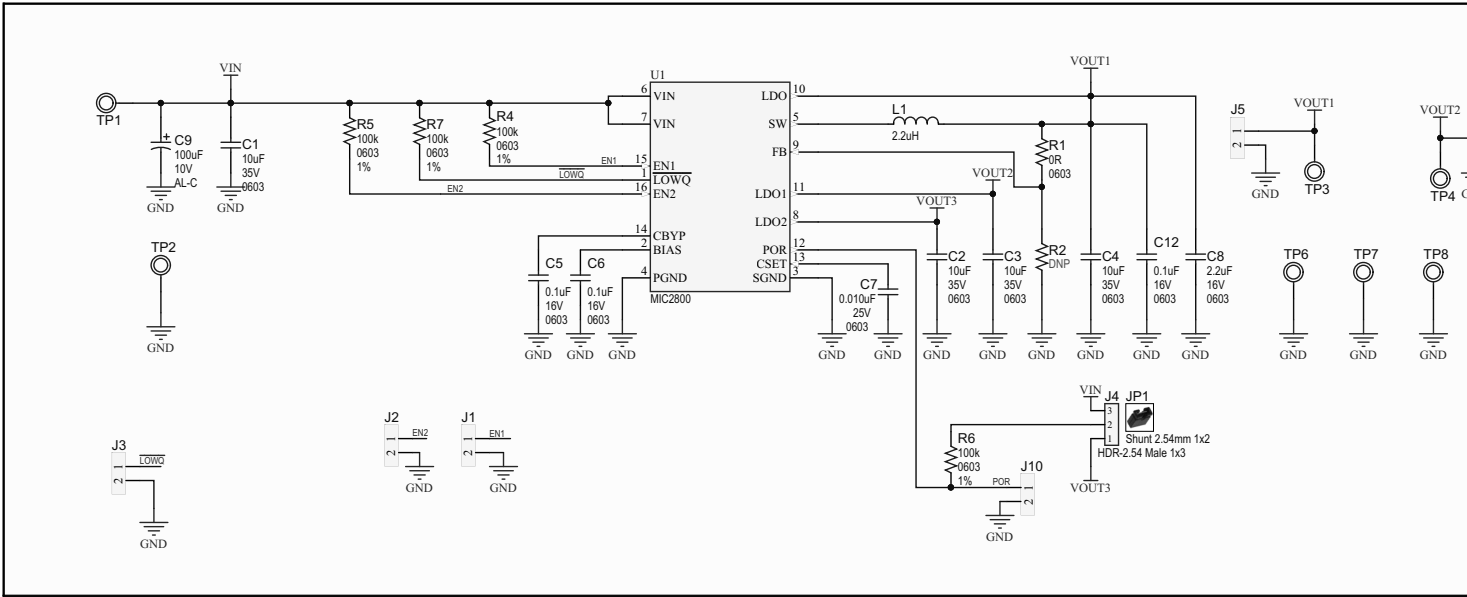 VIN
TP1
C9
100uF
10V
AL-C
GND
C1
10uF
35V
0603
GND
TP2
GND
R5
100k
0603
1%
R7
100k
0603
1%
R4
100k
0603
1%
EN1
LOWQ
EN2
U1
6 VIN
7 VIN
15 EN1
1 LOWQ
16 EN2
14 CBYP
2 BIAS
4 PGND
LDO 10
SW 5
FB 9
LDO1 11
LDO2 8
POR 12
CSET 13
SGND 3
MIC2800
C5
0.1uF
16V
0603
GND
C6
0.1uF
16V
0603
GND
GND
L1
2.2uH
VOUT1
R1
0R
0603
VOUT2
VOUT3
R2
DNP
GND
C7
0.010uF
25V
0603
GND
GND
C2
10uF
35V
0603
GND
C3
10uF
35V
0603
GND
C4
10uF
35V
0603
GND
C12
0.1uF
16V
0603
GND
C8
2.2uF
16V
0603
GND
J5
1
2
GND
VOUT1
TP3
VOUT2
TP4
TP6
GND
TP7
GND
TP8
GND
J3
1
2
LOWQ
GND
J2
1
2
EN2
GND
J1
1
2
EN1
GND
VIN
J4
3
2
1
JP1
Shunt 2.54mm 1x2
HDR-2.54 Male 1x3
VOUT3
R6
100k
0603
1%
POR
J10
1
2
GND